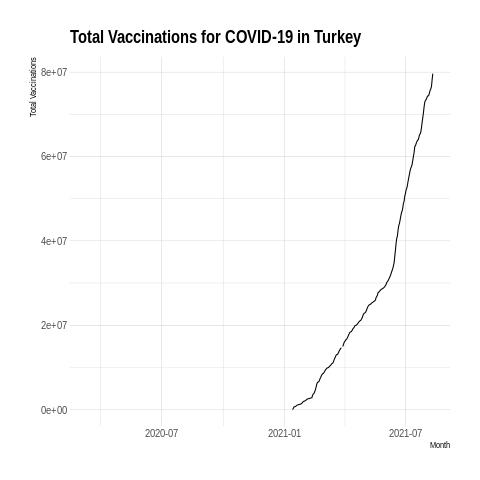 Total Vaccinations for COVID-19 in Turkey
Total Vaccinations
8e+07
6e+07
4e+07
2e+07
0e+00
2020-07
2021-01
2021-07
Month